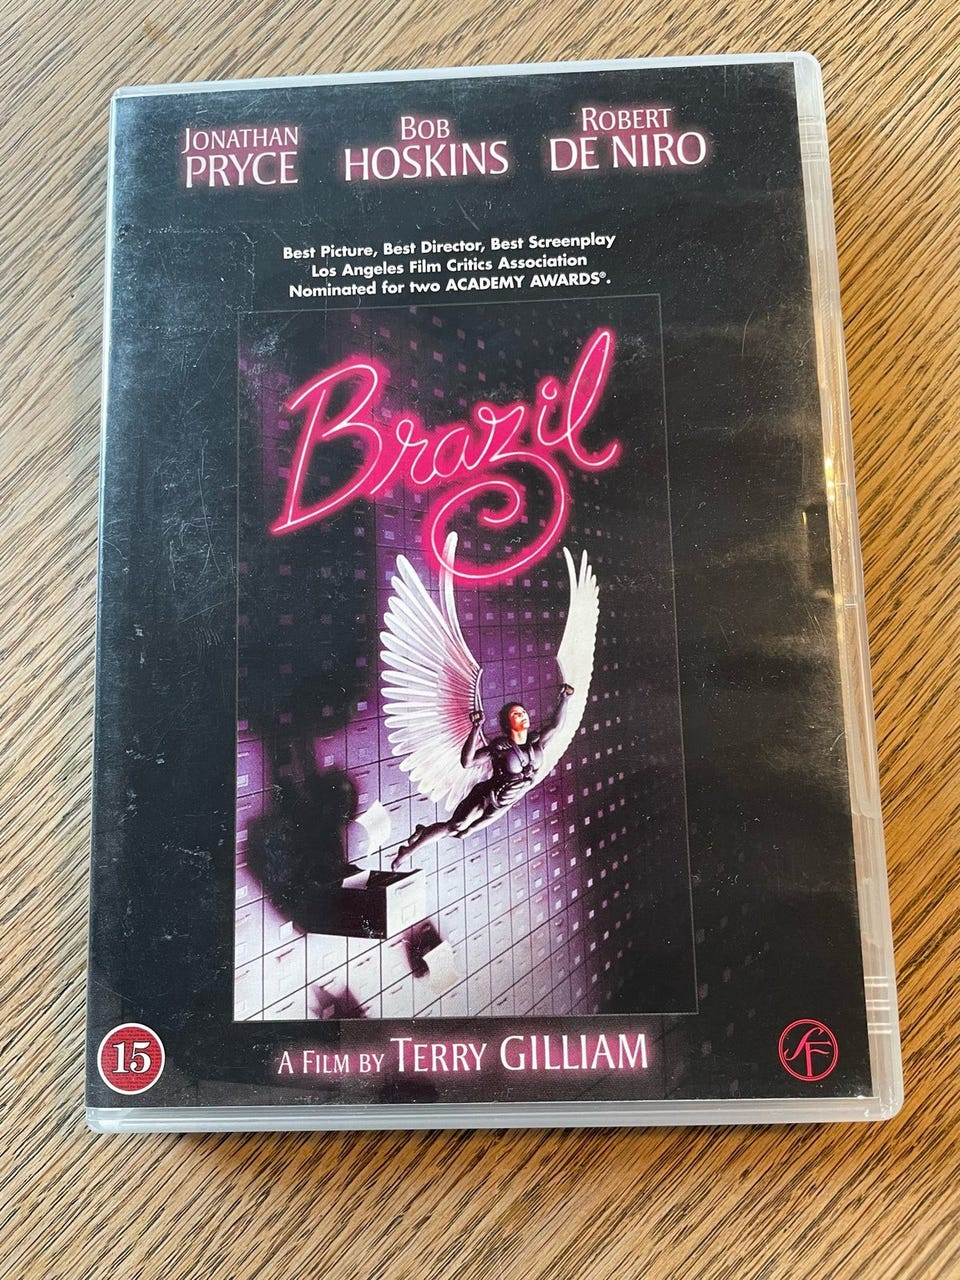 JONATHAN
PRYCE
BOB
HOSKINS
ROBERT
DE NIRO
Best Picture, Best Director, Best Screenplay
Los Angeles Film Critics Association
Nominated for two ACADEMY AWARDS®.
Brazil
A FILM BY TERRY GILLIAM
15
SF